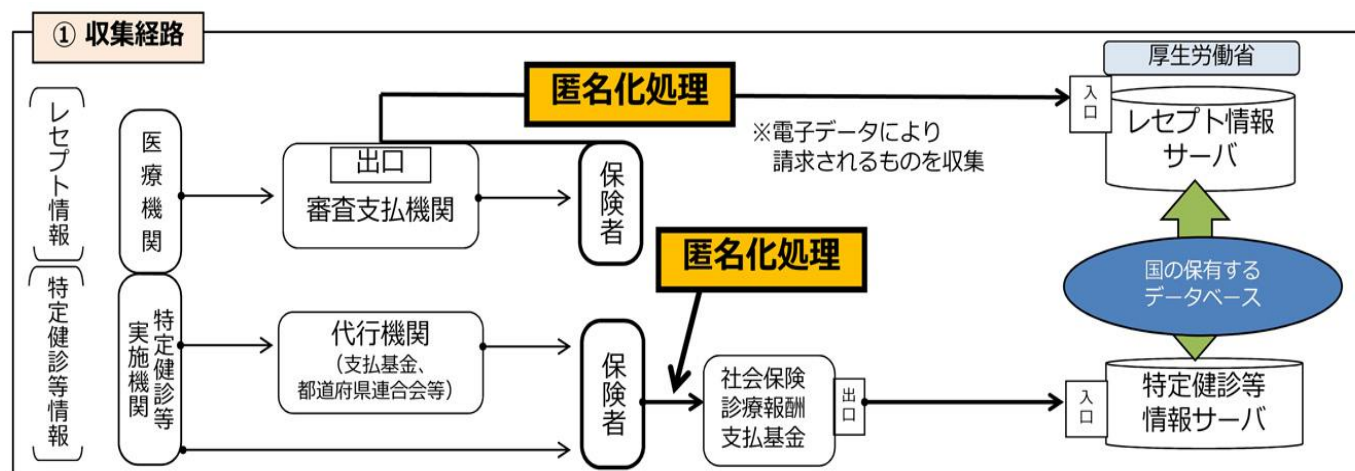 ① 収集経路
レセプト情報
医療機関
出口
審査支払機関
保険者
匿名化処理
※電子データにより
請求されるものを収集
厚生労働省
入口
レセプト情報
サーバ
国の保有する
データベース
特定健診等情報
特定健診等
実施機関
代行機関
(支払基金、
都道府県連合会等)
保険者
匿名化処理
社会保険
診療報酬
支払基金
出口
入口
特定健診等
情報サーバ